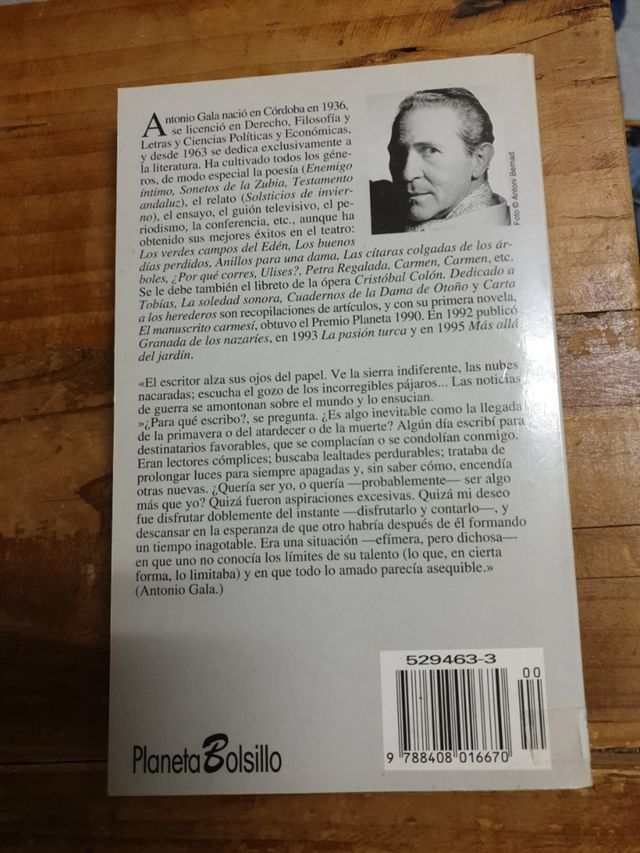 Antonio Gala nació en Córdoba en 1936,
se licenció en Derecho, Filosofía y
Letras y Ciencias Políticas y Económicas,
y desde 1963 se dedica exclusivamente a
la literatura. Ha cultivado todos los géne-
ros, de modo especial la poesía (Enemigo
íntimo, Sonetos de la Zubia, Testamento
andaluz), el relato (Solsticios de invier-
no), el ensayo, el guión televisivo, el pe-
riodismo, la conferencia, etc., aunque ha
obtenido sus mejores éxitos en el teatro:
Los verdes campos del Edén, Los buenos
días perdidos, Anillos para una dama, Las cítaras colgadas de los ár-
boles, ¿Por qué corres, Ulises?, Petra Regalada, Carmen, Carmen, etc.
Se le debe también el libreto de la ópera Cristóbal Colón. Dedicado a
Tobías, La soledad sonora, Cuadernos de la Dama de Otoño y Carta
a los herederos son recopilaciones de artículos, y con su primera novela,
El manuscrito carmesí, obtuvo el Premio Planeta 1990. En 1992 publicó
Granada de los nazaríes, en 1993 La pasión turca y en 1995 Más allá
del jardín.
Foto © Antoni Bernad
«El escritor alza sus ojos del papel. Ve la sierra indiferente, las nubes
nacaradas; escucha el gozo de los incorregibles pájaros... Las noticias
de guerra se amontonan sobre el mundo y lo ensucian.
»¿Para qué escribo?, se pregunta. ¿Es algo inevitable como la llegada
de la primavera o del atardecer o de la muerte? Algún día escribí para
destinatarios favorables, que se complacían o se condolían conmigo.
Eran lectores cómplices; buscaba lealtades perdurables; trataba de
prolongar luces para siempre apagadas y, sin saber cómo, encendía
otras nuevas. ¿Quería ser yo, o quería —probablemente— ser algo
más que yo? Quizá fueron aspiraciones excesivas. Quizá mi deseo
fue disfrutar doblemente del instante —disfrutarlo y contarlo—, y
descansar en la esperanza de que otro habría después de él formando
un tiempo inagotable. Era una situación —efímera, pero dichosa—
en que uno no conocía los límites de su talento (lo que, en cierta
forma, lo limitaba) y en que todo lo amado parecía asequible.»
(Antonio Gala.)
529463-3
00
9 788408 016670
Planeta Bolsillo